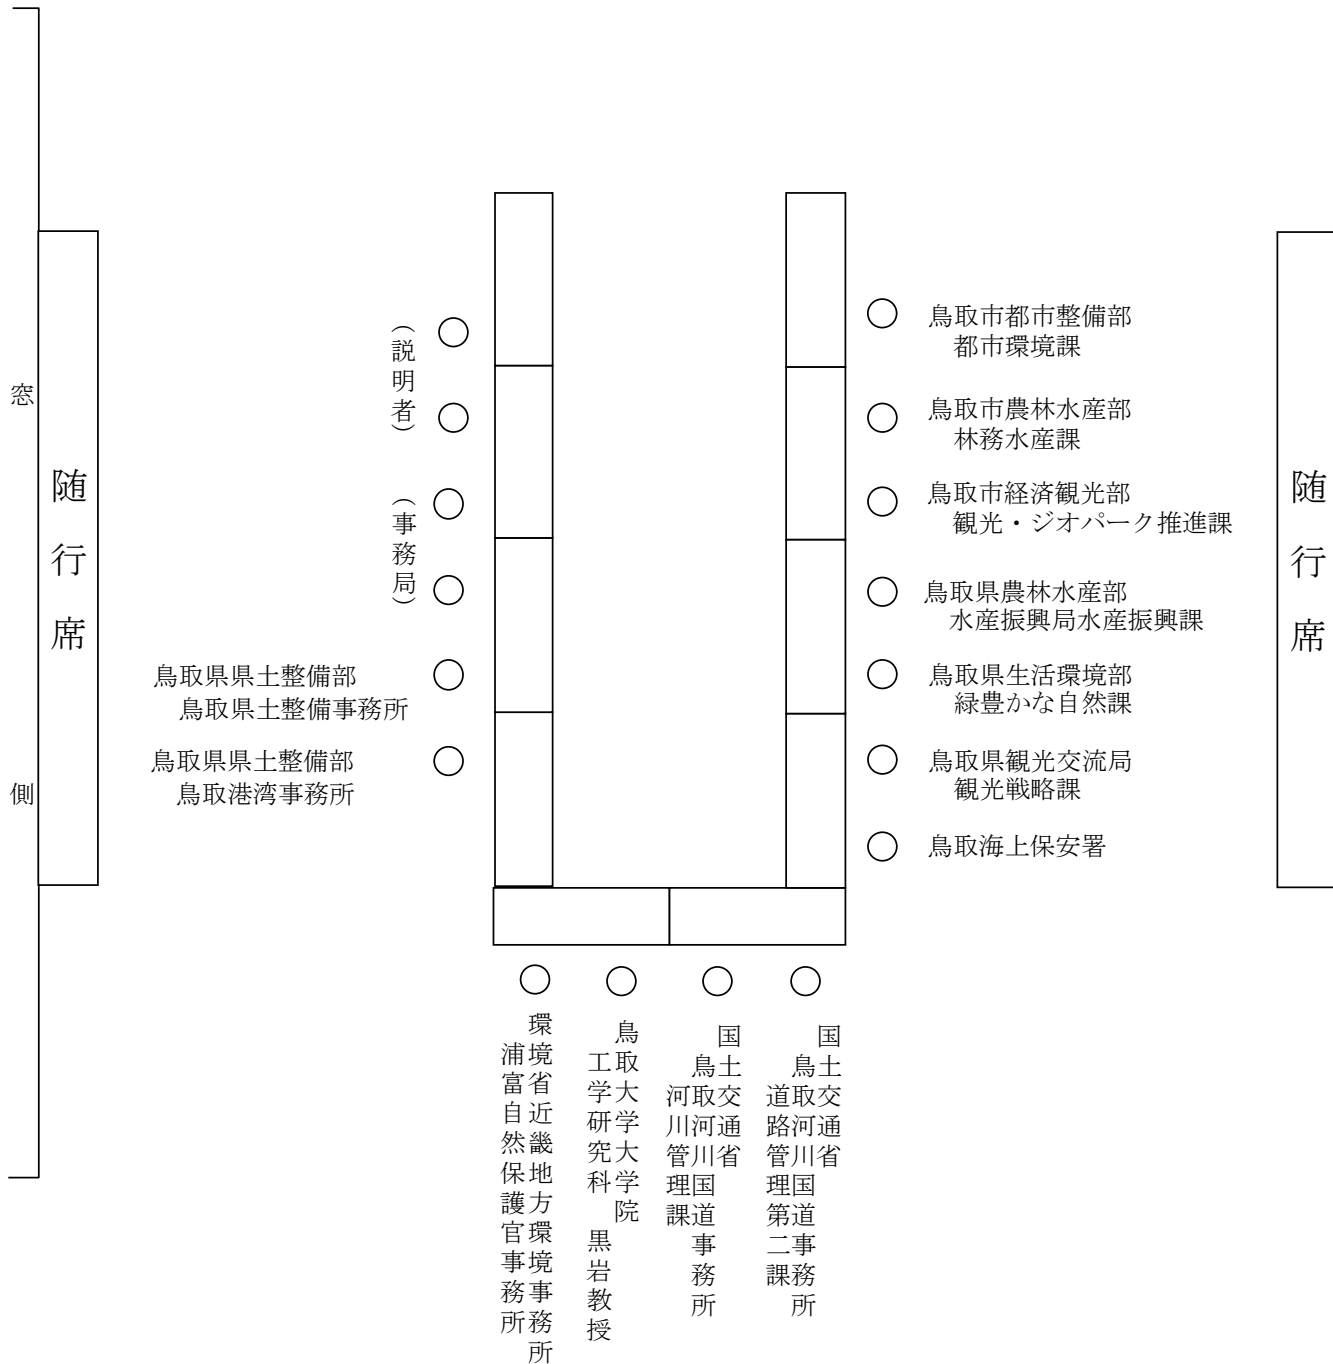 窓側
随行席
（説明者）
（事務局）
鳥取県県土整備部
鳥取県土整備事務所
鳥取県県土整備部
鳥取港湾事務所
鳥取市都市整備部
都市環境課
鳥取市農林水産部
林務水産課
鳥取市経済観光部
観光・ジオパーク推進課
鳥取県農林水産部
水産振興局水産振興課
鳥取県生活環境部
緑豊かな自然課
鳥取県観光交流局
観光戦略課
鳥取海上保安署
随行席
環境省近畿地方環境事務所
浦富自然保護官事務所
鳥取大学大学院
工学研究科　黒岩教授
国土交通省
鳥取河川国道事務所
河川管理課
国土交通省
鳥取河川国道事務所
道路管理第二課